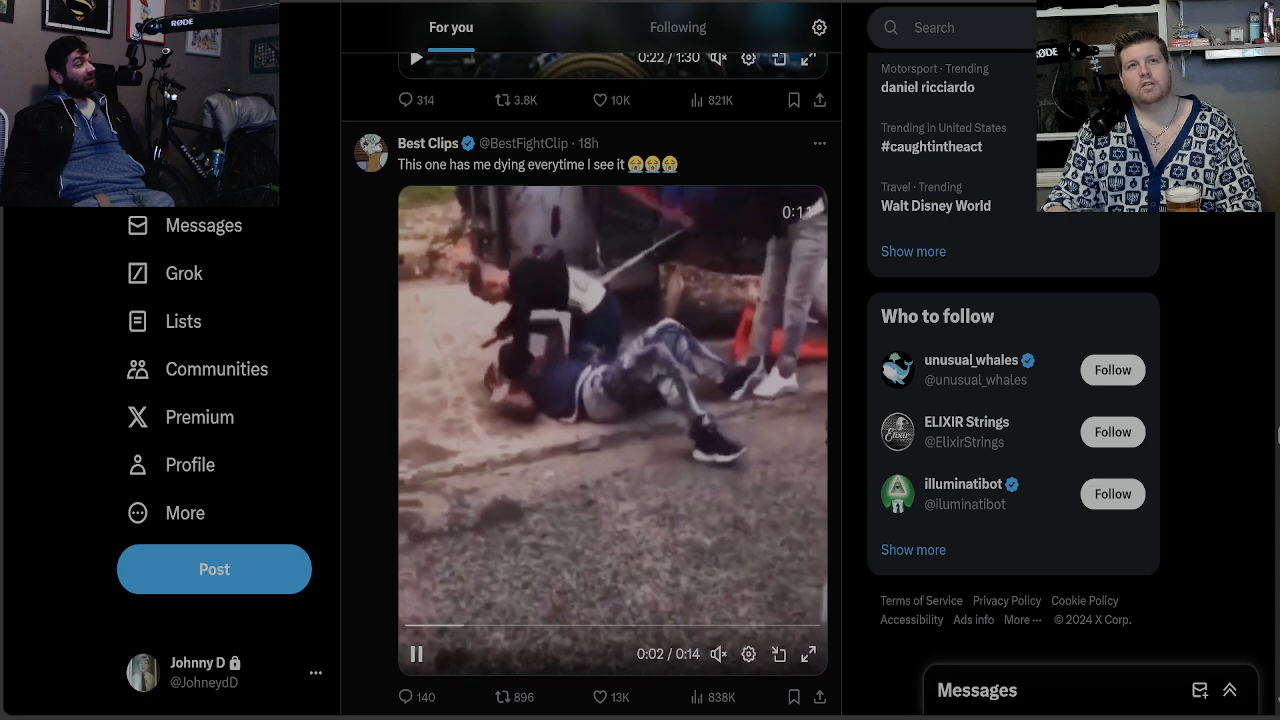 RØDE
RØDE
For you
Following
Search
0:22 / 1:30
314
3.8K
10K
821K
Motorsport · Trending
daniel ricciardo
Trending in United States
#caughtintheact
Travel · Trending
Walt Disney World
Show more
Best Clips @BestFightClip · 18h
This one has me dying everytime I see it 😭😭😭
Messages
Grok
Lists
Communities
Premium
Profile
More
Post
Johnny D
@JohneydD
0:02 / 0:14
140
896
13K
838K
Who to follow
unusual_whales
@unusual_whales
Follow
ELIXIR Strings
@ElixirStrings
Follow
illuminatibot
@iluminatibot
Follow
Show more
Terms of Service Privacy Policy Cookie Policy
Accessibility Ads info More ··· © 2024 X Corp.
Messages